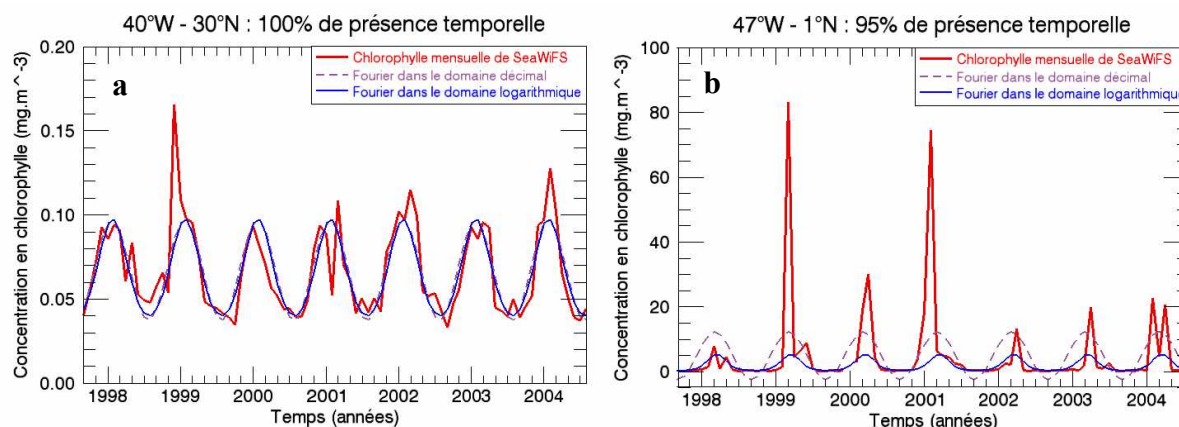 40°W - 30°N : 100% de présence temporelle
a
Chlorophylle mensuelle de SeaWiFS
Fourier dans le domaine décimal
Fourier dans le domaine logarithmique
Concentration en chlorophylle (mg.m^-3)
0.20
0.15
0.10
0.05
0.00
1998 1999 2000 2001 2002 2003 2004
Temps (années)
47°W - 1°N : 95% de présence temporelle
b
Chlorophylle mensuelle de SeaWiFS
Fourier dans le domaine décimal
Fourier dans le domaine logarithmique
Concentration en chlorophylle (mg.m^-3)
100
80
60
40
20
0
1998 1999 2000 2001 2002 2003 2004
Temps (années)